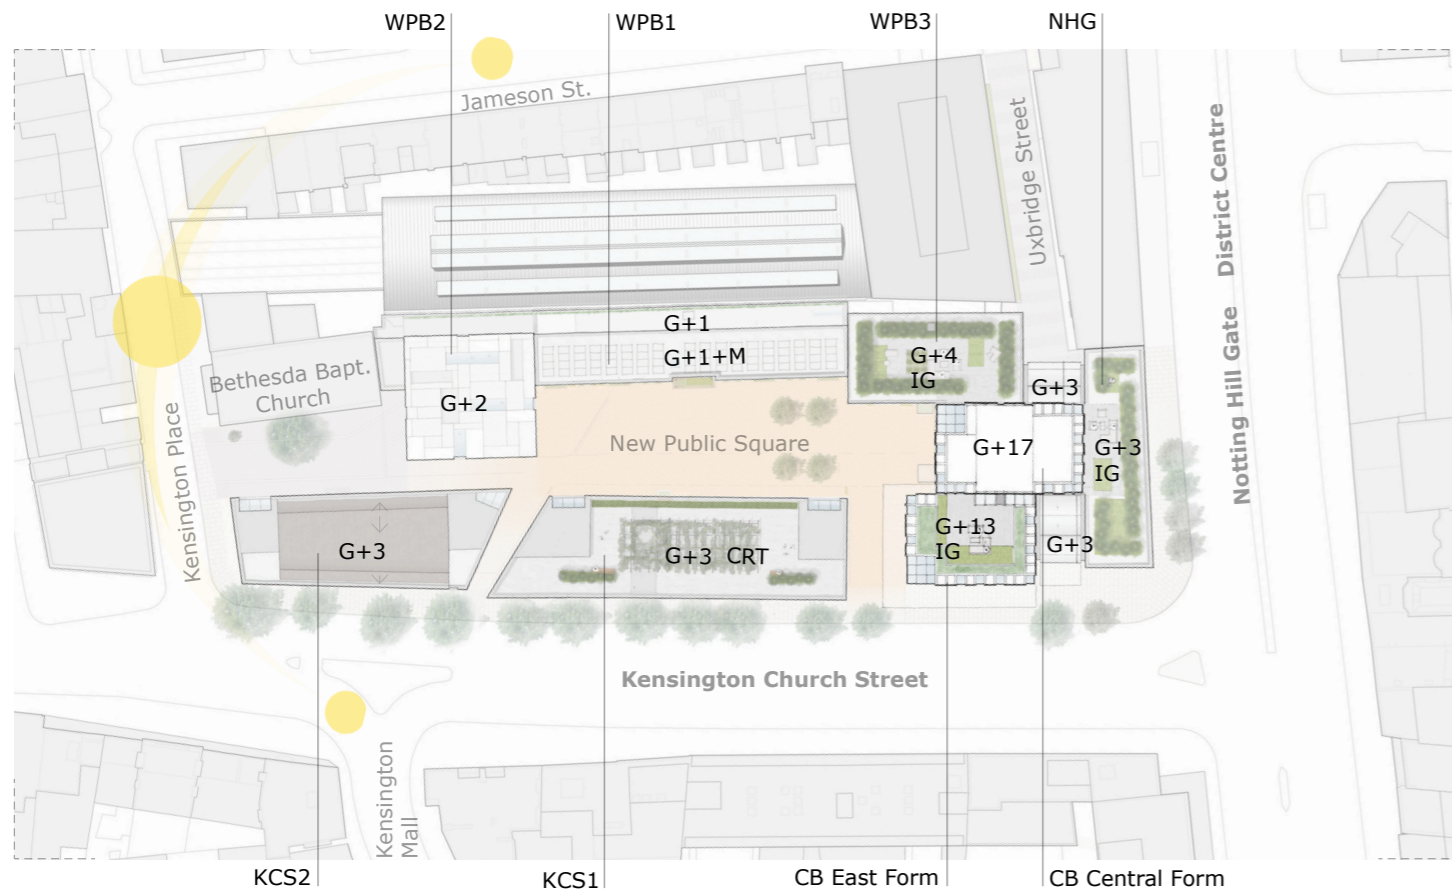 WPB2
WPB1
WPB3
NHG
Jameson St.
Uxbridge Street
Notting Hill Gate District Centre
G+1
G+1+M
G+4
IG
G+3
Bethesda Bapt.
Church
G+2
Kensington Place
New Public Square
G+17
G+3
IG
G+13
IG
G+3
G+3
G+3 CRT
Kensington Church Street
Kensington
Mall
KCS2
KCS1
CB East Form
CB Central Form